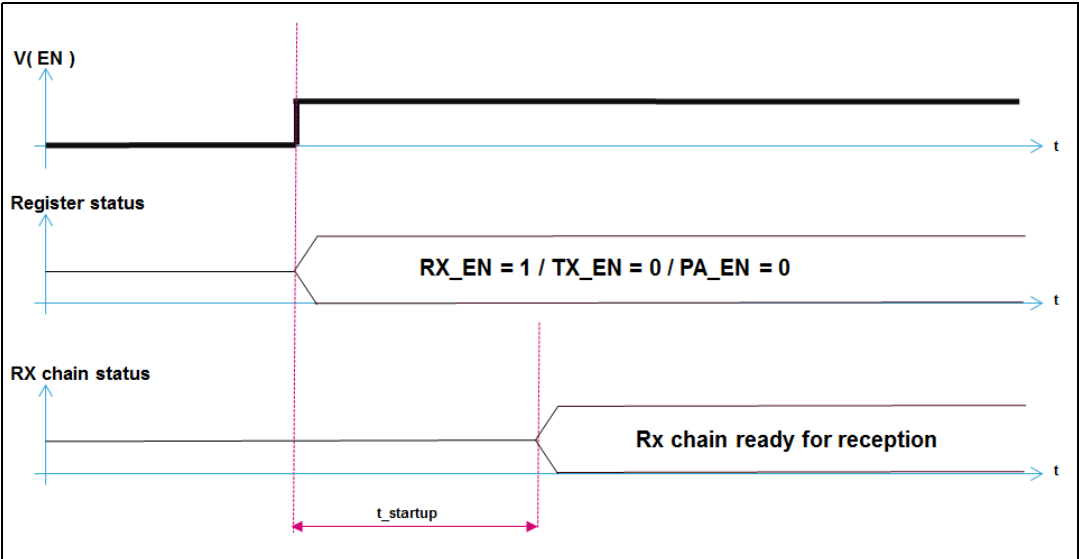 V( EN )
t
Register status
RX_EN = 1 / TX_EN = 0 / PA_EN = 0
t
RX chain status
Rx chain ready for reception
t
t_startup